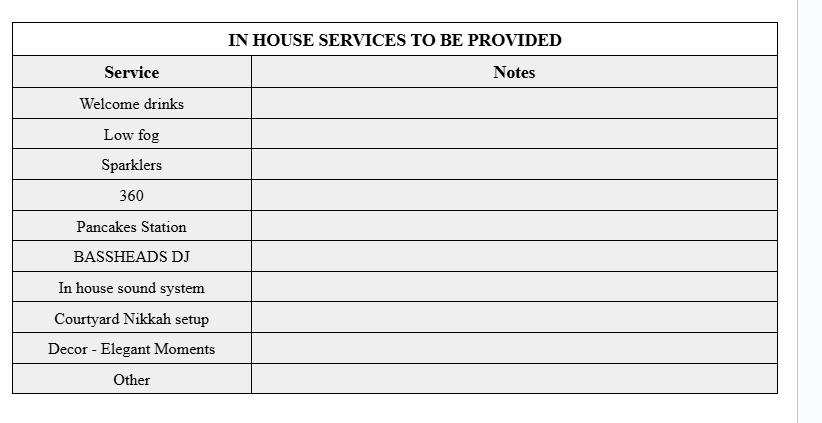 IN HOUSE SERVICES TO BE PROVIDED
Service Notes
Welcome drinks
Low fog
Sparklers
360
Pancakes Station
BASSHEADS DJ
In house sound system
Courtyard Nikkah setup
Decor - Elegant Moments
Other